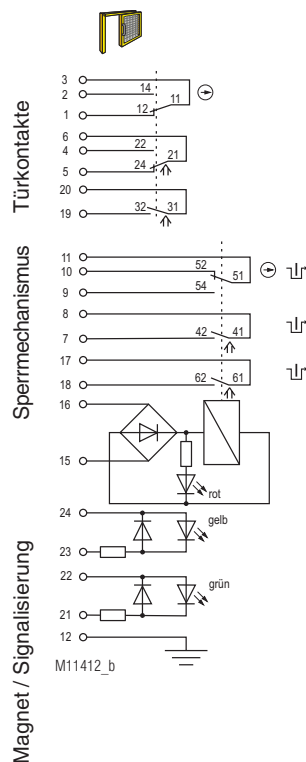 Türkontakte
3
2 14
11
1 12
6
4 22
21
5 24
20
19 32 31
Sperrmechanismus
11
10 52
51
9 54
8
7 42 41
17
18 62 61
16
15
rot
Magnet / Signalisierung
24
gelb
23
22
grün
21
12
M11412_b